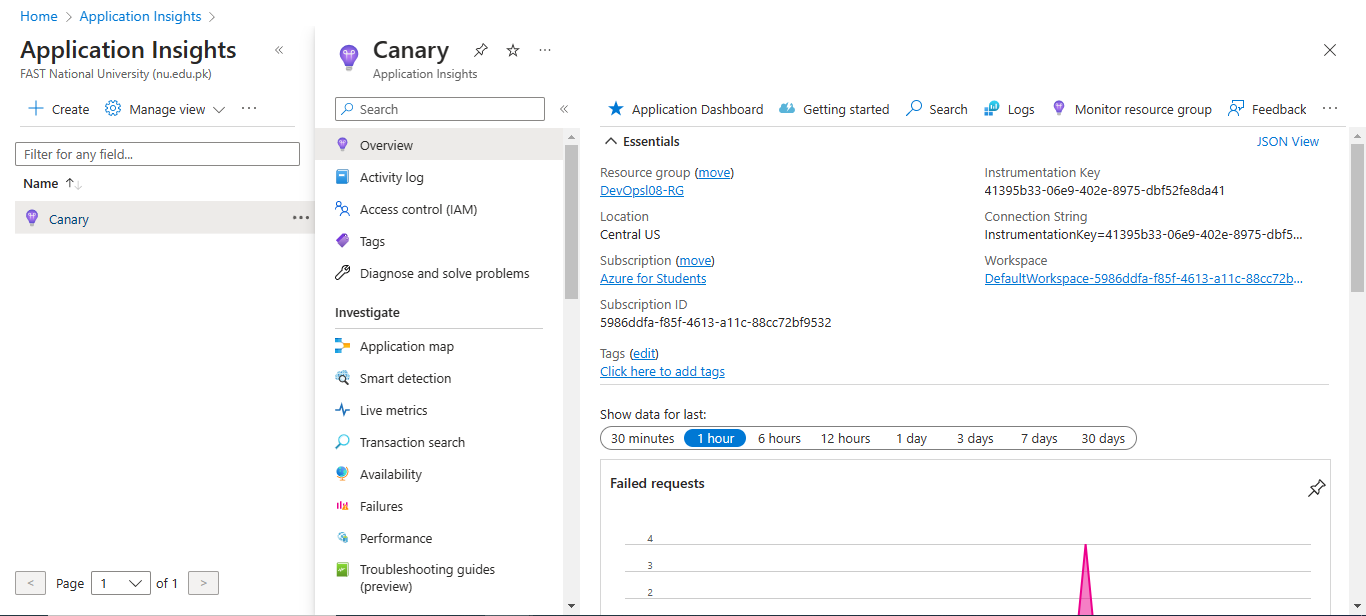 Home > Application Insights >
Application Insights
FAST National University (nu.edu.pk)
Create
Manage view
Filter for any field...
Name
Canary
Page 1 of 1
Canary
Application Insights
Search
Overview
Activity log
Access control (IAM)
Tags
Diagnose and solve problems
Investigate
Application map
Smart detection
Live metrics
Transaction search
Availability
Failures
Performance
Troubleshooting guides
(preview)
Application Dashboard
Getting started
Search
Logs
Monitor resource group
Feedback
Essentials
JSON View
Resource group (move)
DevOpsl08-RG
Location
Central US
Subscription (move)
Azure for Students
Subscription ID
5986ddfa-f85f-4613-a11c-88cc72bf9532
Tags (edit)
Click here to add tags
Instrumentation Key
41395b33-06e9-402e-8975-dbf52fe8da41
Connection String
InstrumentationKey=41395b33-06e9-402e-8975-dbf5...
Workspace
DefaultWorkspace-5986ddfa-f85f-4613-a11c-88cc72b...
Show data for last:
30 minutes 1 hour 6 hours 12 hours 1 day 3 days 7 days 30 days
Failed requests
4
3
2